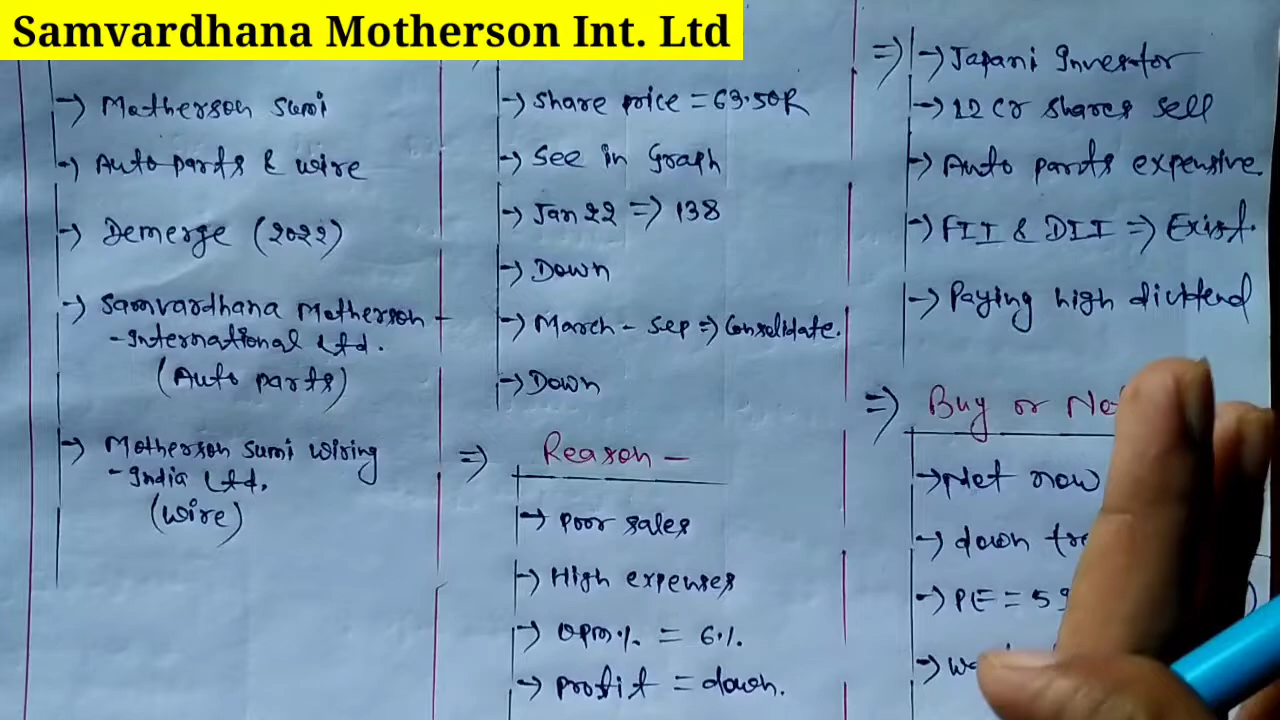 Samvardhana Motherson Int. Ltd
→ Motherson Sumi
→ Auto parts & wire
→ Demerge (2022)
→ Samvardhana Motherson -
- International Ltd.
(Auto parts)
→ Motherson Sumi wiring
- India Ltd.
(wire)
→ share price = 63.50R
→ See in Graph
→ Jan 22 => 138
→ Down
→ March - Sep => Consolidate.
→ Down
=> Reason -
→ poor sales
→ High expenses
→ OPM% = 6%.
→ profit = down.
=> → Japani Investor
→ 12 Cr shares sell
→ Auto parts expensive.
→ FII & DII => Exist.
→ Paying high dividend
=> Buy or
→ Not now
→ down
→ PE = 5